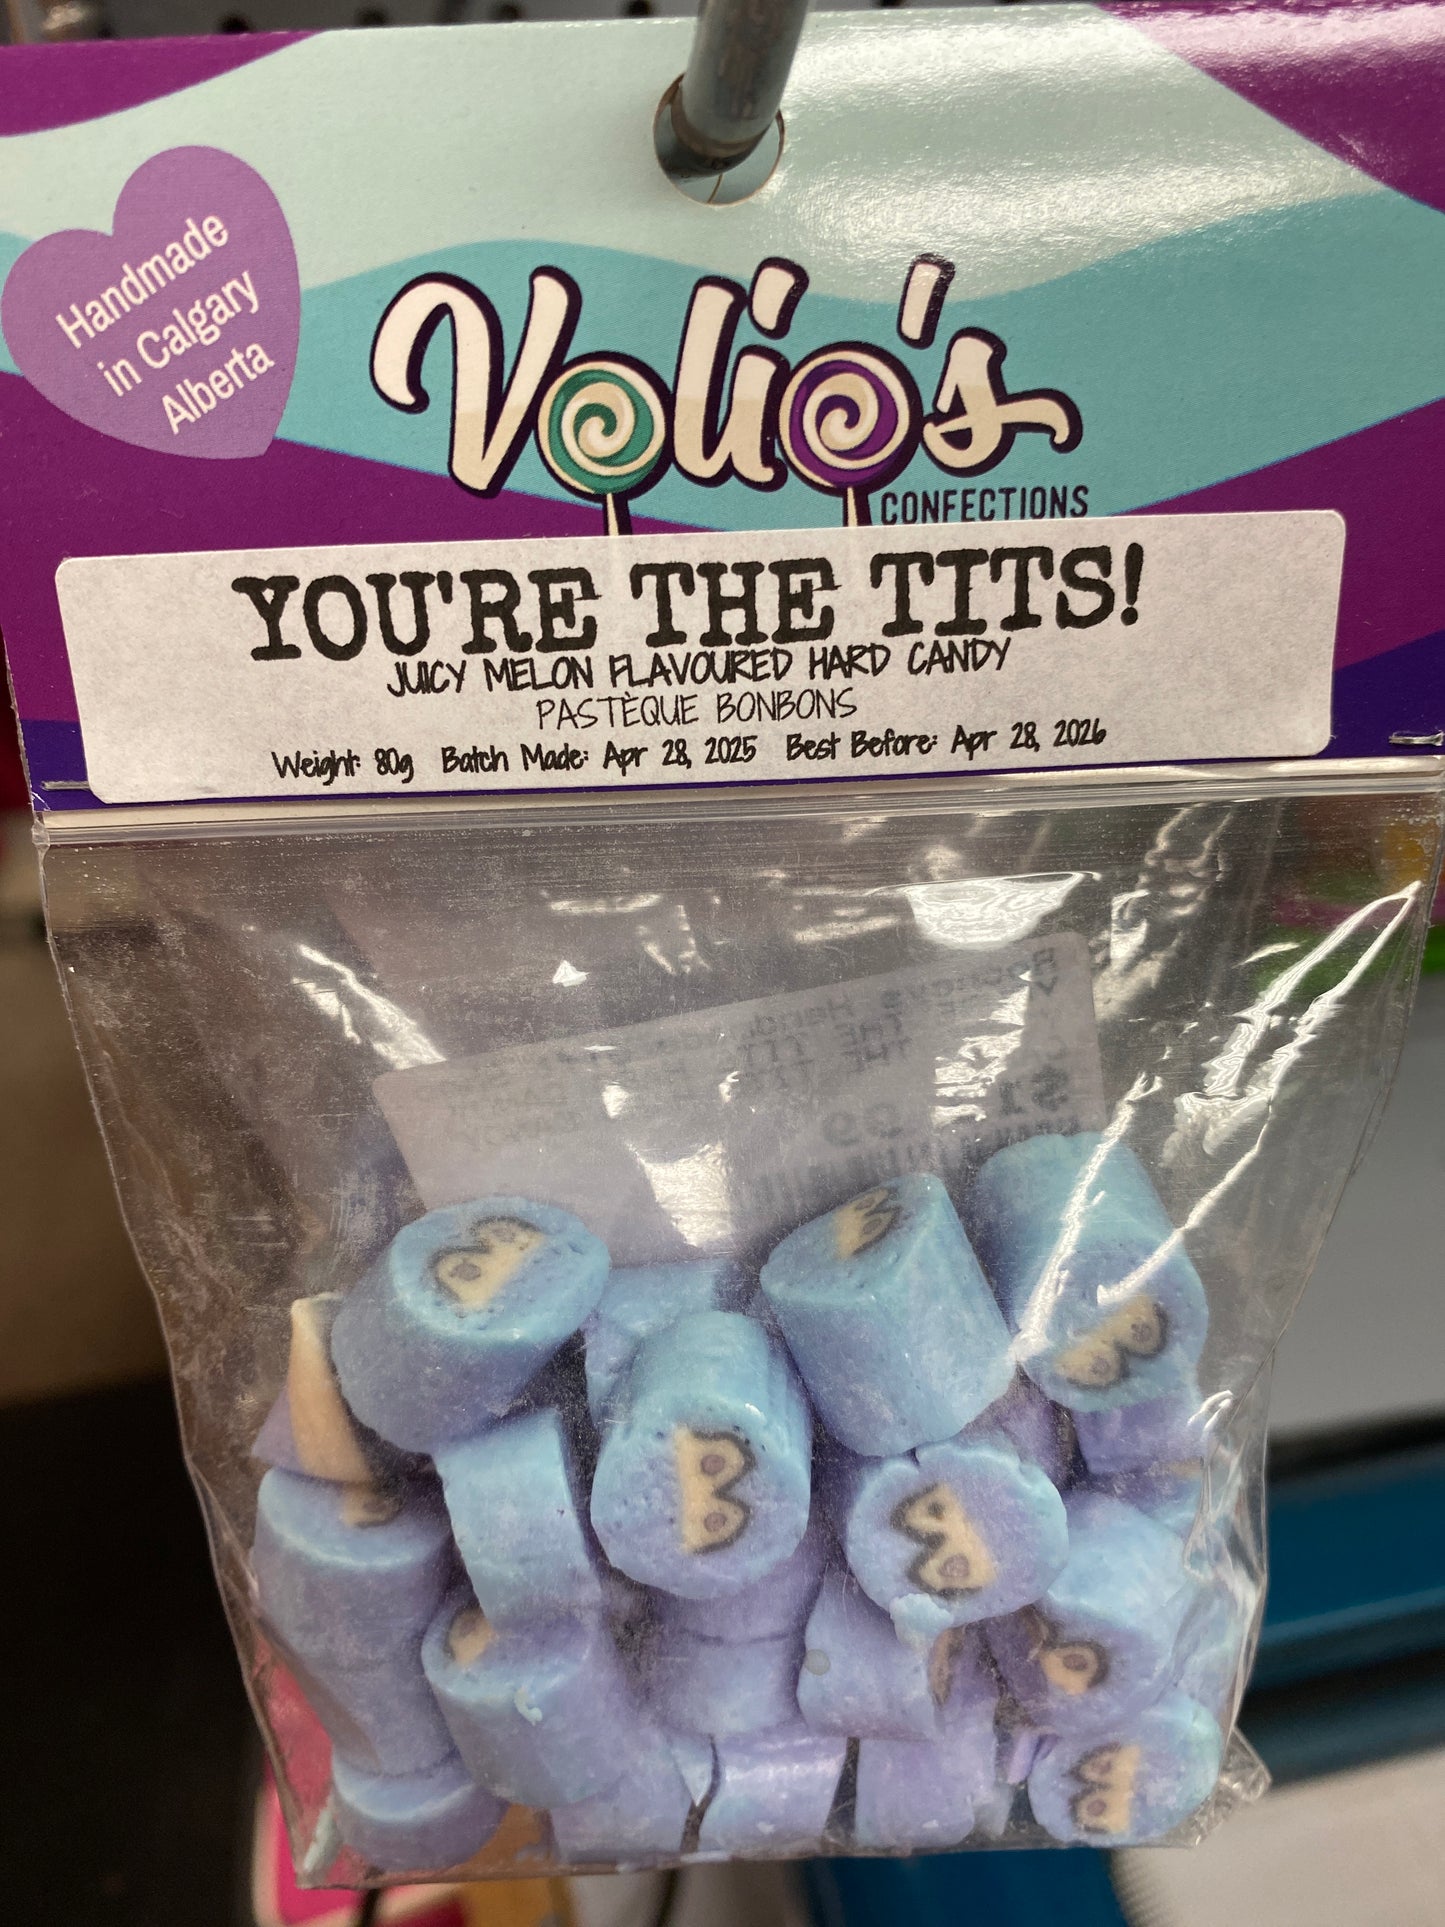 Handmade
in Calgary
Alberta
Volio's
CONFECTIONS
YOU'RE THE TITS!
JUICY MELON FLAVOURED HARD CANDY
PASTÈQUE BONBONS
Weight: 80g Batch Made: Apr 28, 2025 Best Before: Apr 28, 2026